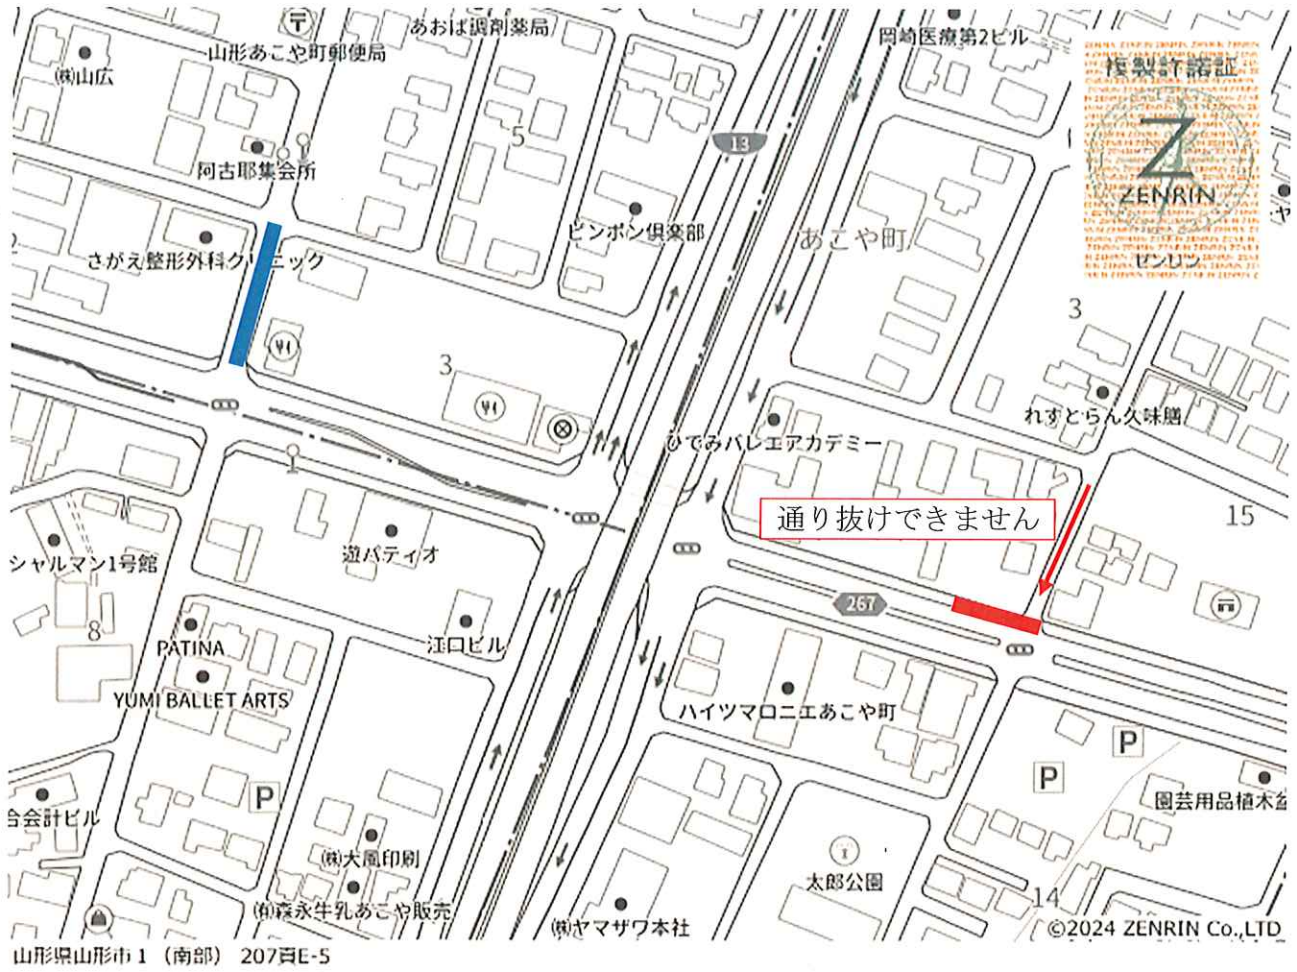 あおば調剤薬局
岡崎医療第2ビル
山形あこや町郵便局
㈱山広
複製許諾証
Z
ZENRIN
ゼンリン
13
5
阿古耶集会所
ピンポン倶楽部
あこや町
さがえ整形外科クリニック
3
3
れすとらん久味膳
ひでみバレエアカデミー
通り抜けできません
15
遊パティオ
シャルマン1号館
267
8
PATINA
江口ビル
YUMI BALLET ARTS
ハイツマロニエあこや町
P
P
P
園芸用品植木盆
合会計ビル
㈱大風印刷
太郎公園
14
㈲森永牛乳あこや販売
㈱ヤマザワ本社
©2024 ZENRIN Co.,LTD
山形県山形市1 （南部） 207頁E-5